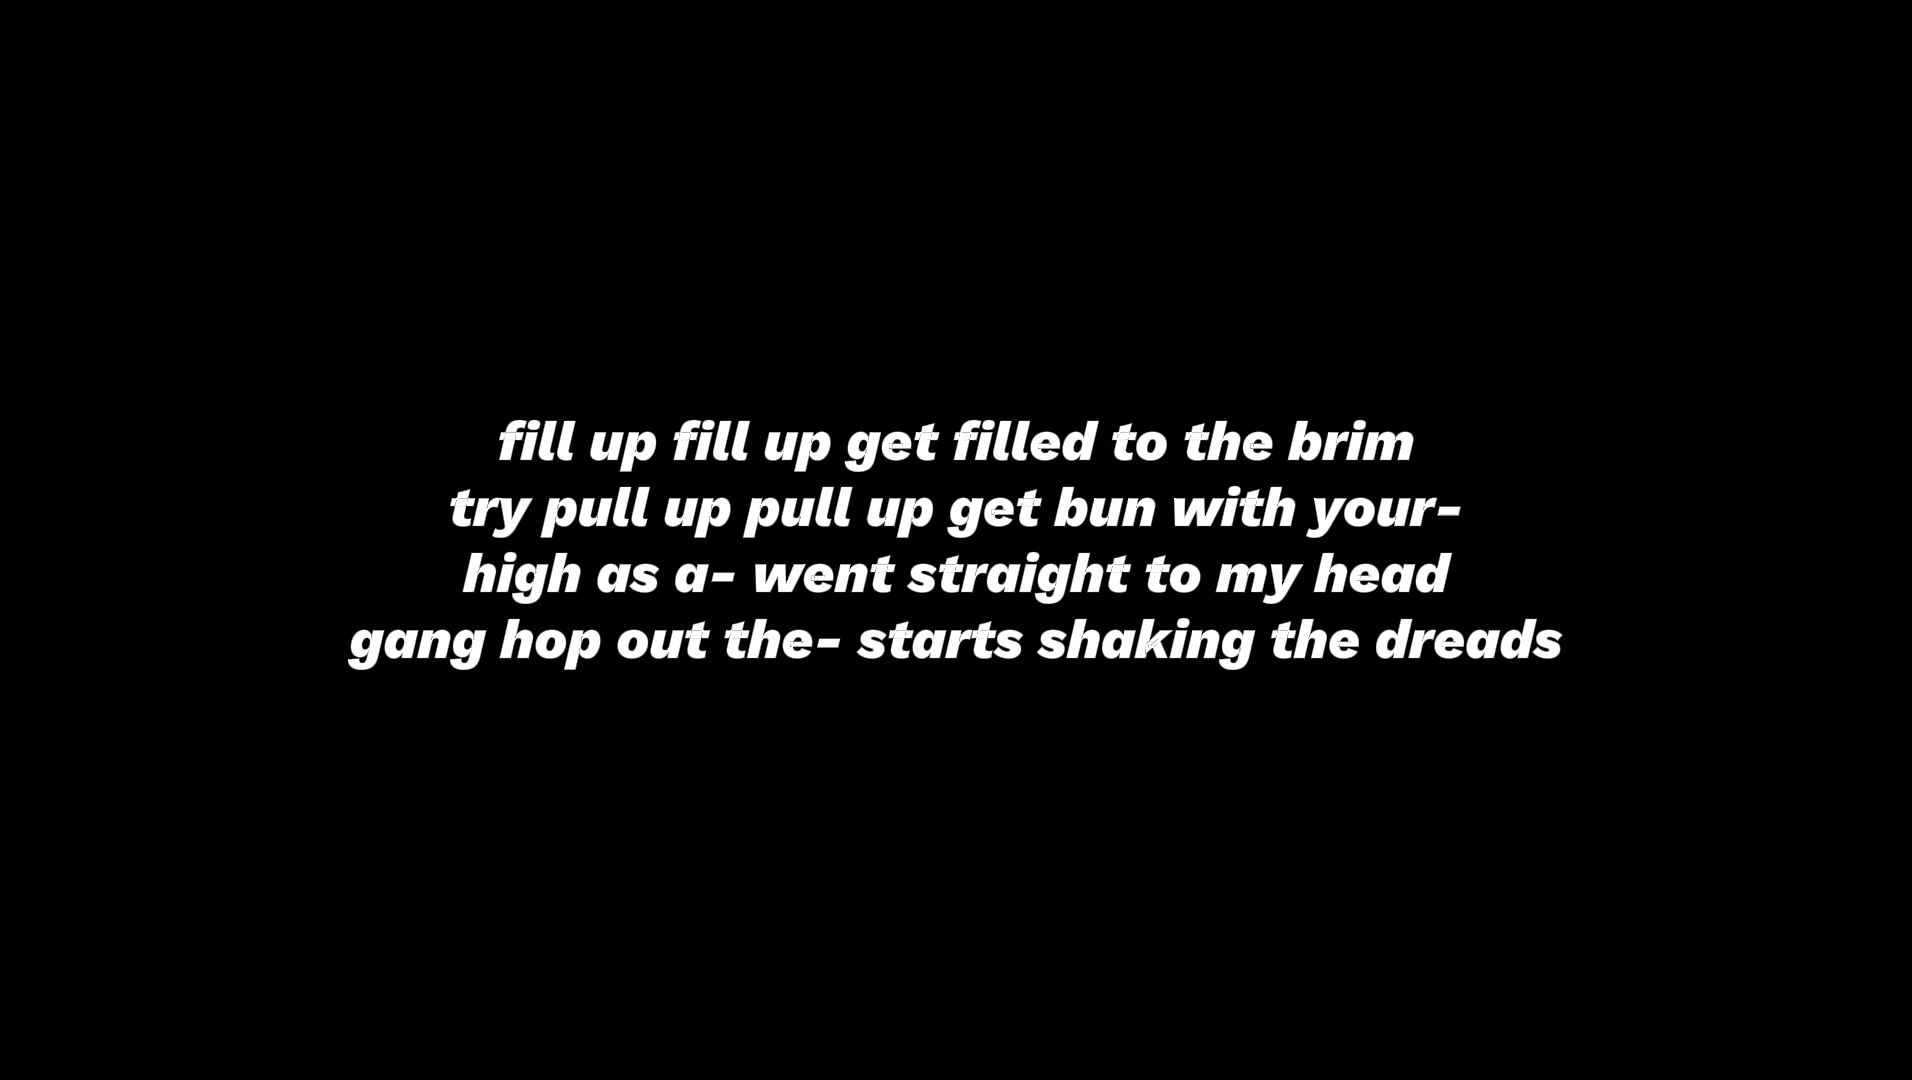 fill up fill up get filled to the brim
try pull up pull up get bun with your-
high as a- went straight to my head
gang hop out the- starts shaking the dreads